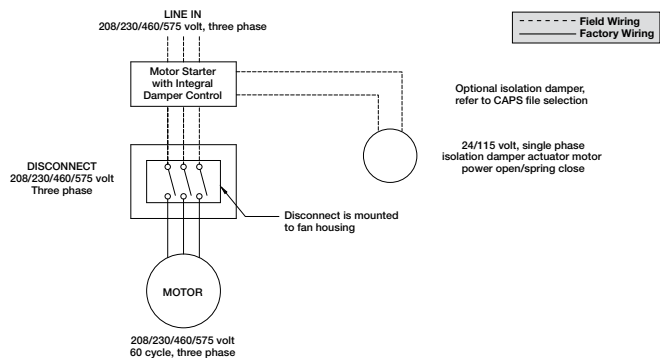 LINE IN
208/230/460/575 volt, three phase
Field Wiring
Factory Wiring
Motor Starter
with Integral
Damper Control
Optional isolation damper,
refer to CAPS file selection
24/115 volt, single phase
isolation damper actuator motor
power open/spring close
DISCONNECT
208/230/460/575 volt
Three phase
Disconnect is mounted
to fan housing
MOTOR
208/230/460/575 volt
60 cycle, three phase